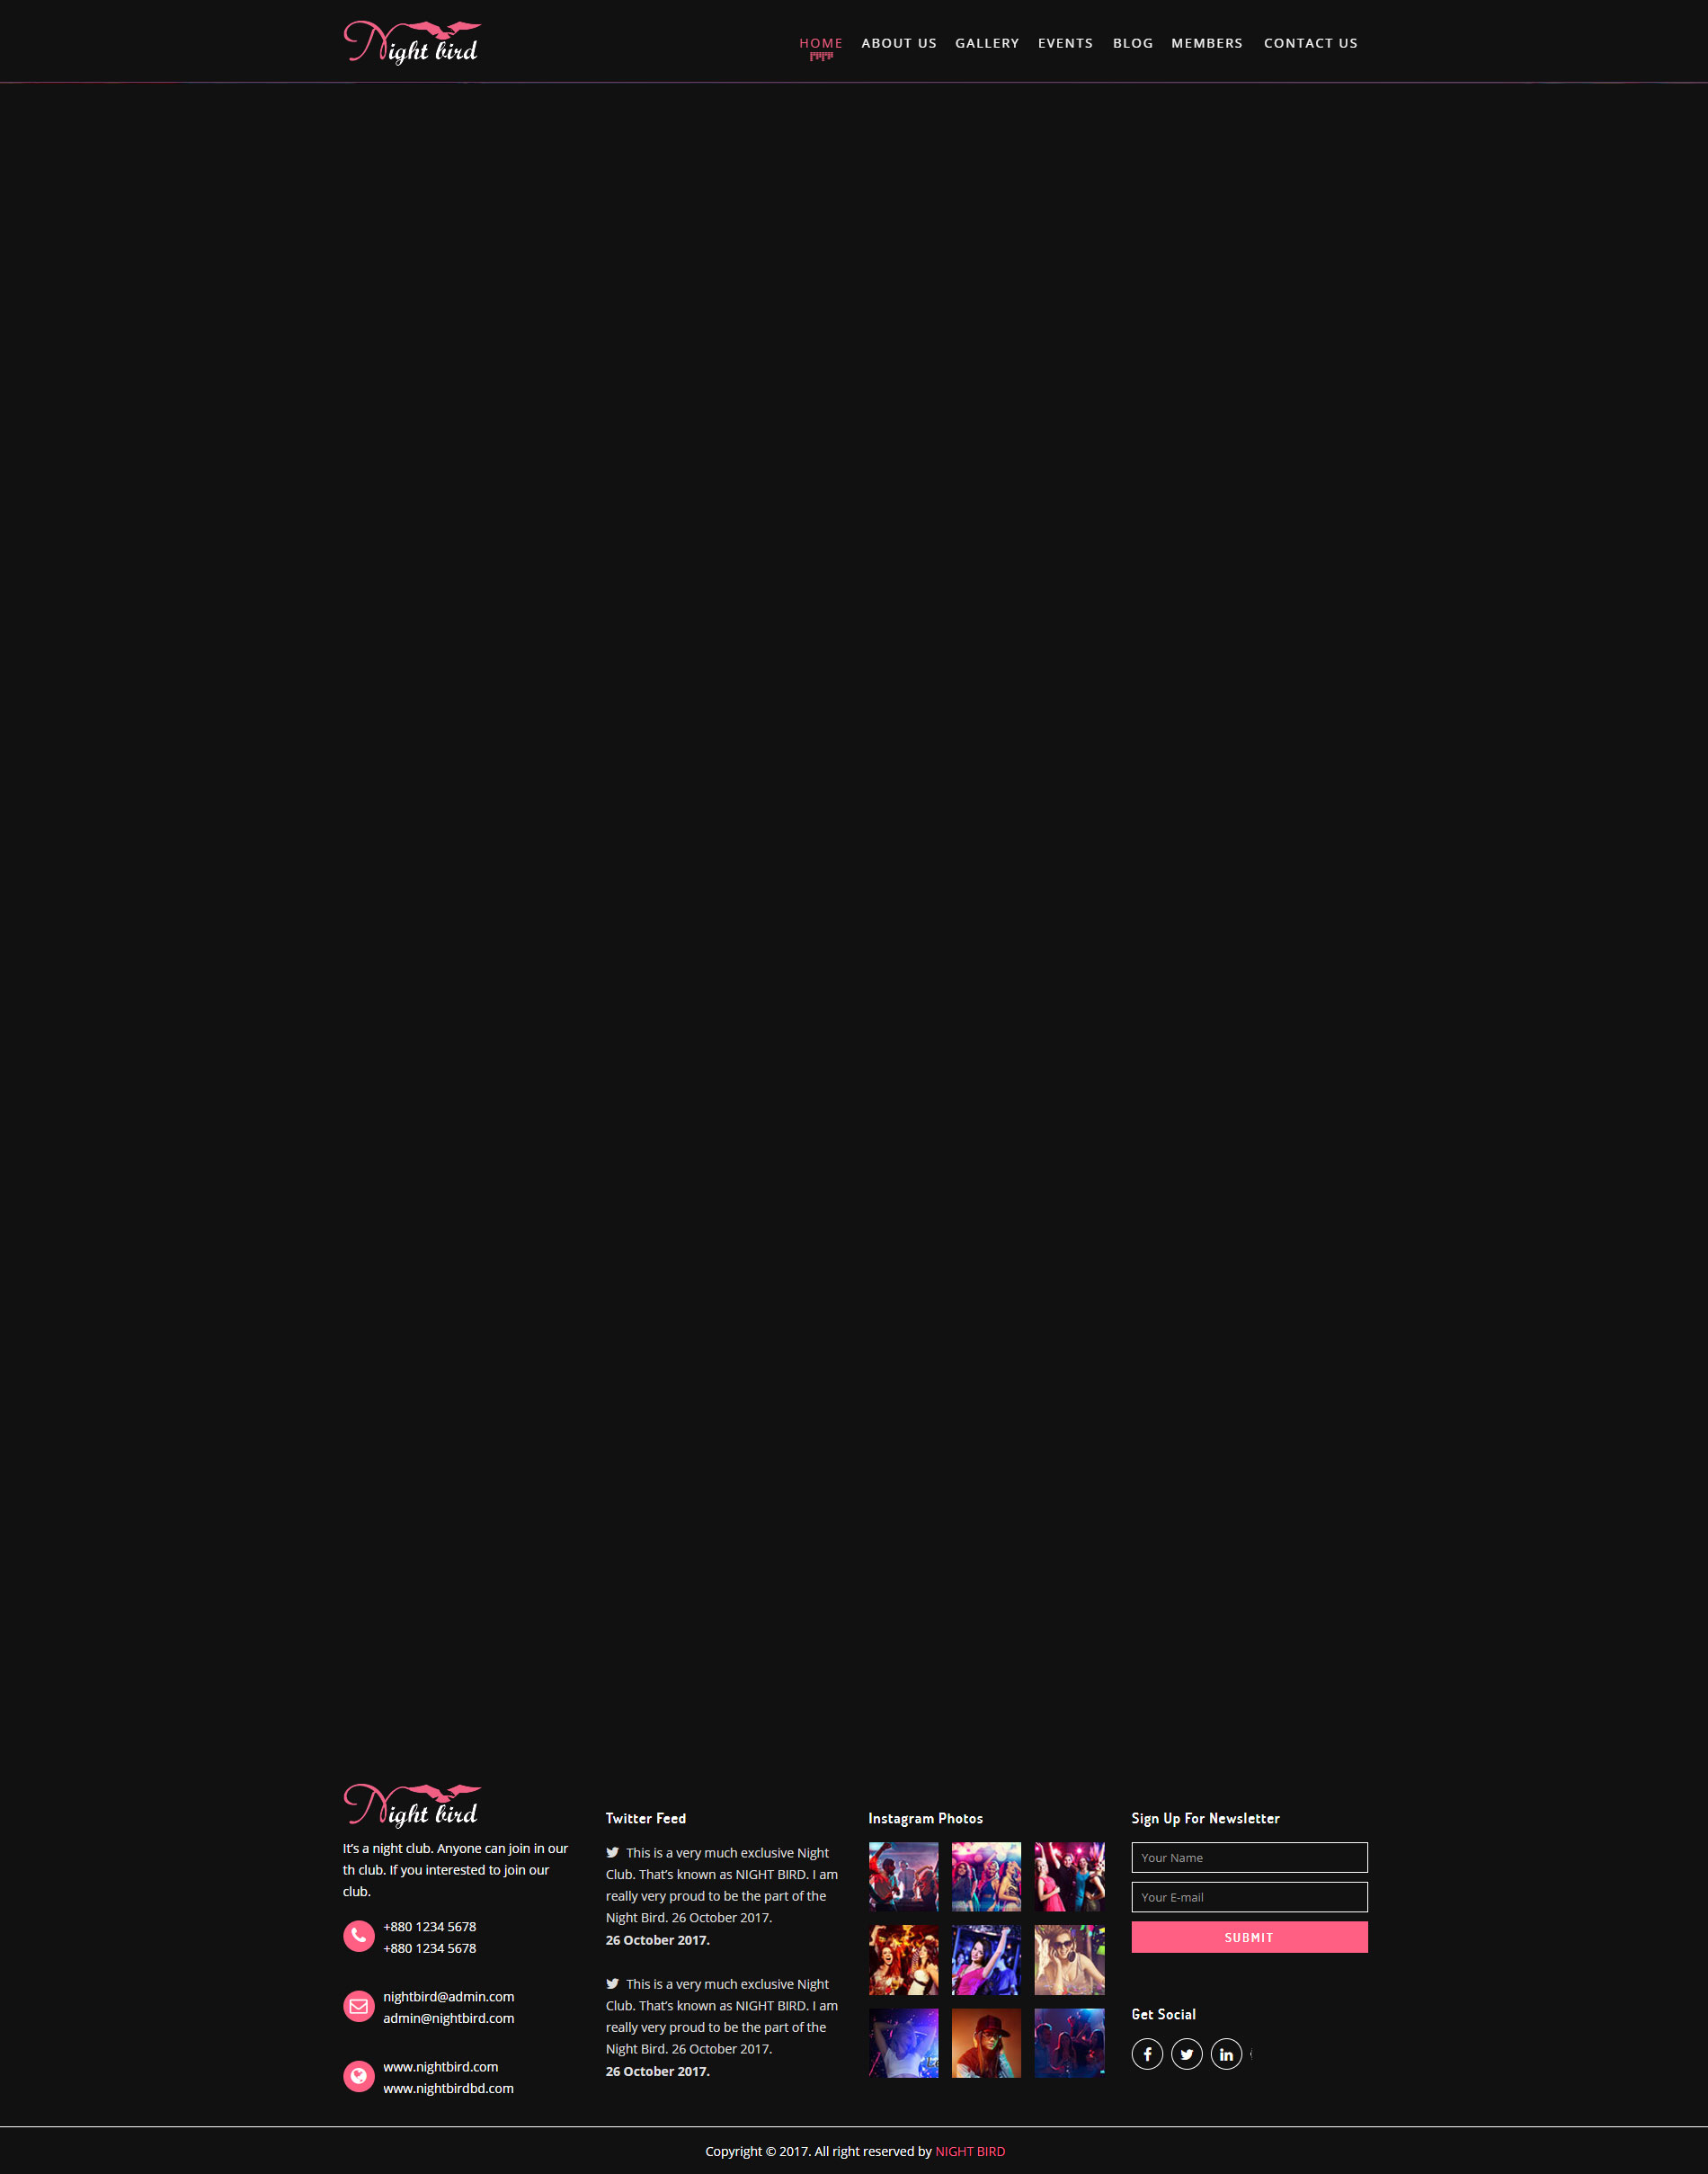 Night bird
HOME ABOUT US GALLERY EVENTS BLOG MEMBERS CONTACT US
Night bird
It's a night club. Anyone can join in our
th club. If you interested to join our
club.
+880 1234 5678
+880 1234 5678
nightbird@admin.com
admin@nightbird.com
www.nightbird.com
www.nightbirdbd.com
Twitter Feed
This is a very much exclusive Night
Club. That's known as NIGHT BIRD. I am
really very proud to be the part of the
Night Bird. 26 October 2017.
26 October 2017.
This is a very much exclusive Night
Club. That's known as NIGHT BIRD. I am
really very proud to be the part of the
Night Bird. 26 October 2017.
26 October 2017.
Instagram Photos
Sign Up For Newsletter
Your Name
Your E-mail
SUBMIT
Get Social
Copyright © 2017. All right reserved by NIGHT BIRD